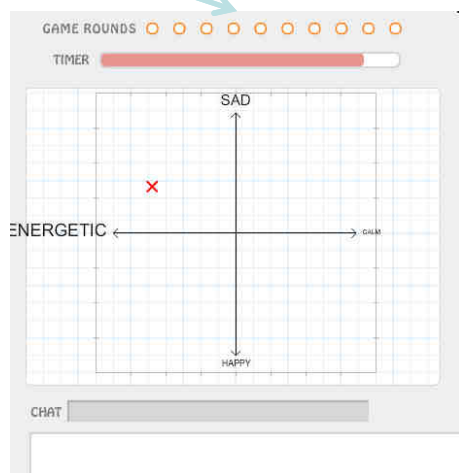 GAME ROUNDS
TIMER
SAD
ENERGETIC
CALM
HAPPY
CHAT